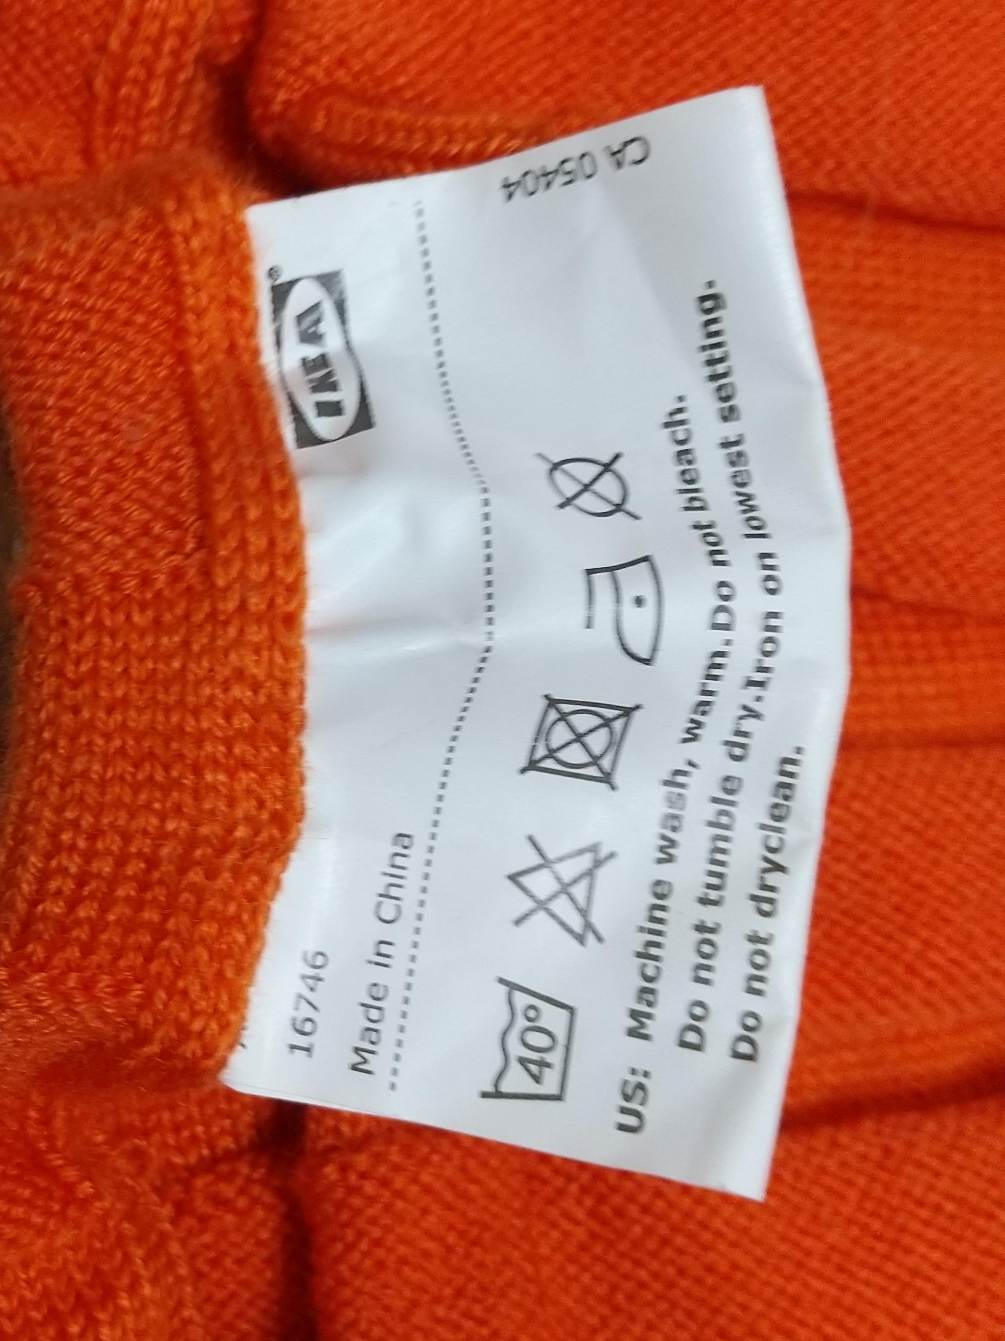 IKEA®
16746
Made in China
40°
US: Machine wash, warm.Do not bleach.
Do not tumble dry.Iron on lowest setting.
Do not dryclean.
CA 05404